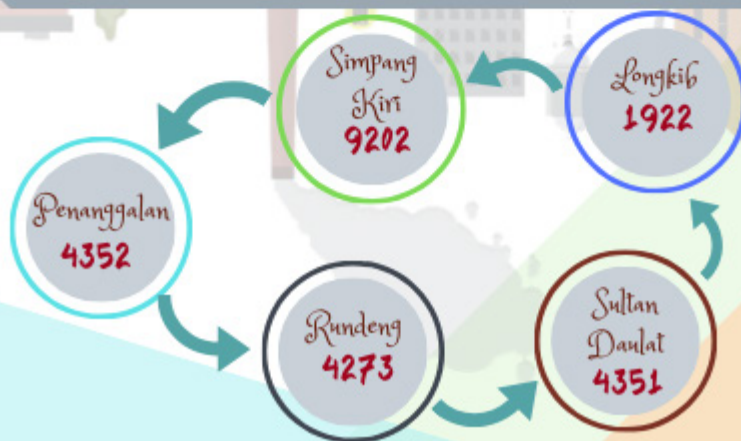 Simpang
Kiri
9202
Longkib
1922
Penanggalan
4352
Rundeng
4273
Sultan
Daulat
4351